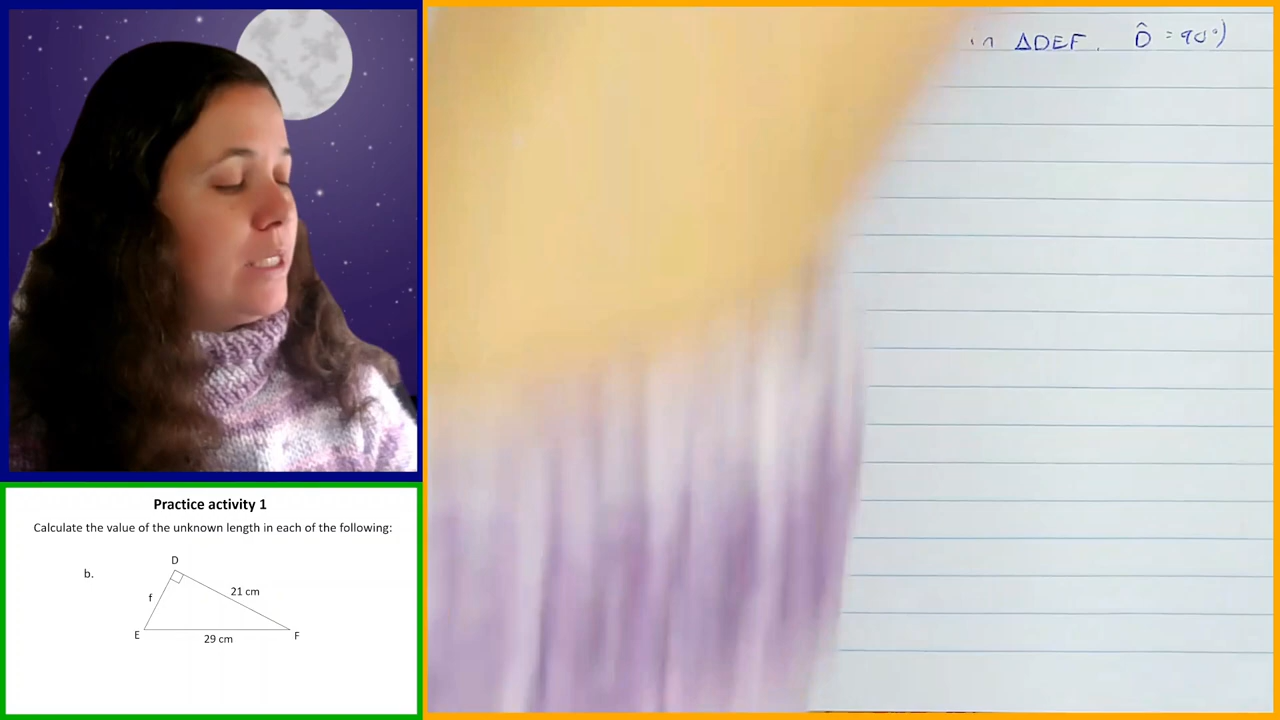 in ΔDEF. D̂ = 90°)
Practice activity 1
Calculate the value of the unknown length in each of the following:
b.
D
f
21 cm
E
29 cm
F